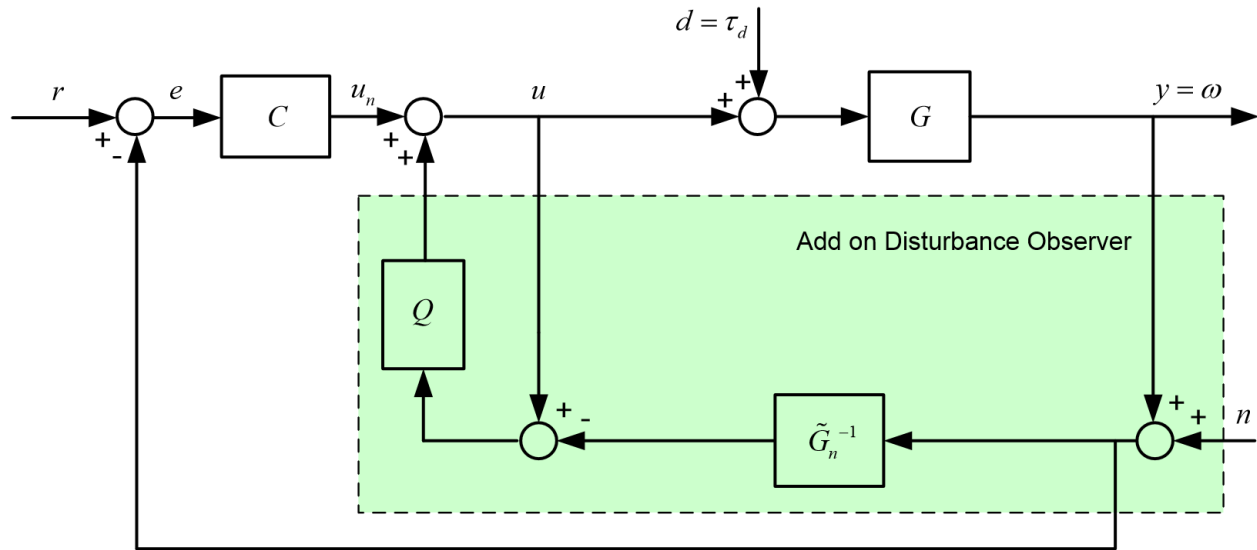 d = τ_d
r
+
-
e
C
u_n
+
+
u
+
+
G
y = ω
Add on Disturbance Observer
Q
+
-
G̃_n^{-1}
+
+
n